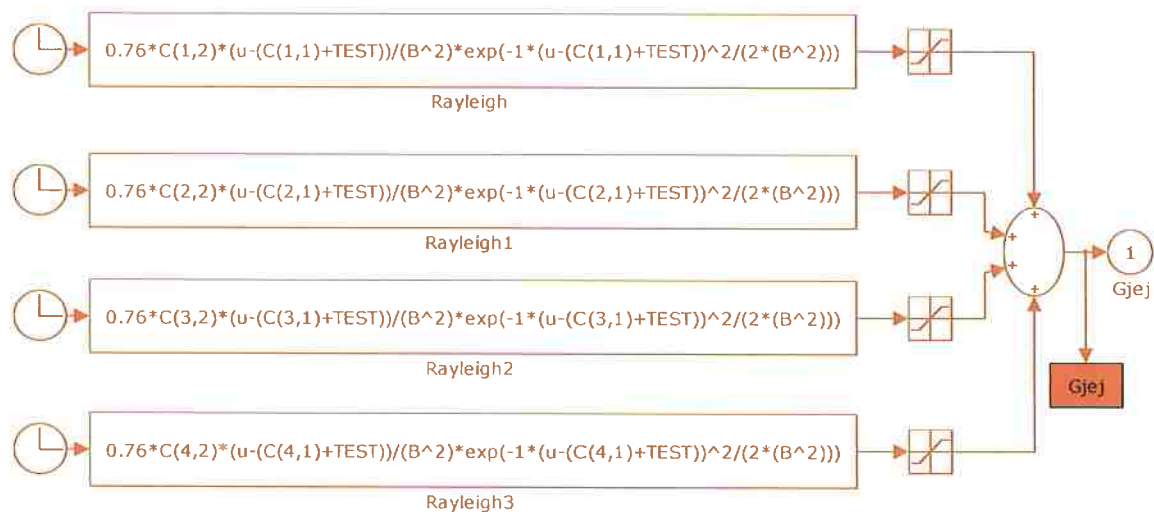 0.76*C(1,2)*(u-(C(1,1)+TEST))/(B^2)*exp(-1*(u-(C(1,1)+TEST))^2/(2*(B^2)))
Rayleigh
0.76*C(2,2)*(u-(C(2,1)+TEST))/(B^2)*exp(-1*(u-(C(2,1)+TEST))^2/(2*(B^2)))
Rayleigh1
0.76*C(3,2)*(u-(C(3,1)+TEST))/(B^2)*exp(-1*(u-(C(3,1)+TEST))^2/(2*(B^2)))
Rayleigh2
0.76*C(4,2)*(u-(C(4,1)+TEST))/(B^2)*exp(-1*(u-(C(4,1)+TEST))^2/(2*(B^2)))
Rayleigh3
+
+
+
+
1
Gjej
Gjej